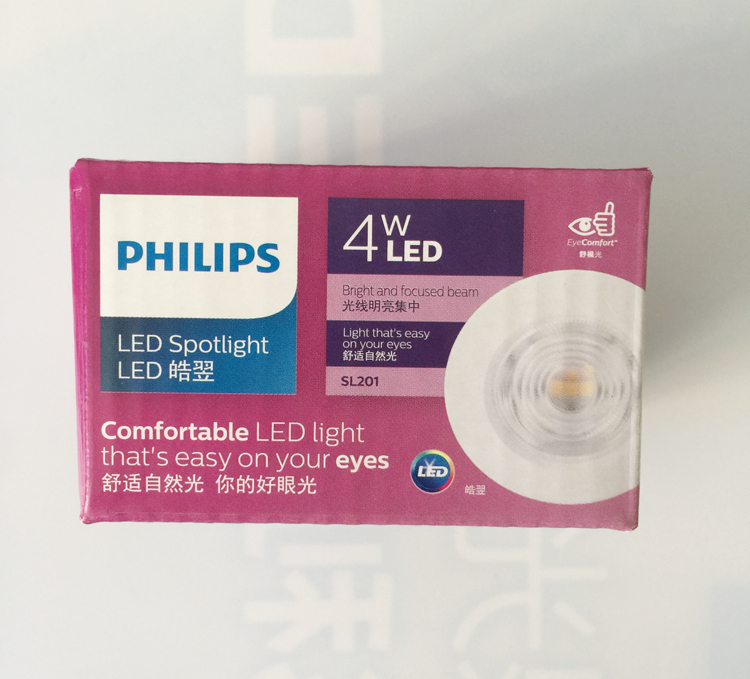 PHILIPS
LED Spotlight
LED 皓翌
4W
LED
Bright and focused beam
光线明亮集中
Light that's easy
on your eyes
舒适自然光
SL201
EyeComfort™
舒视光
Comfortable LED light
that's easy on your eyes
舒适自然光 你的好眼光
LED
皓翌